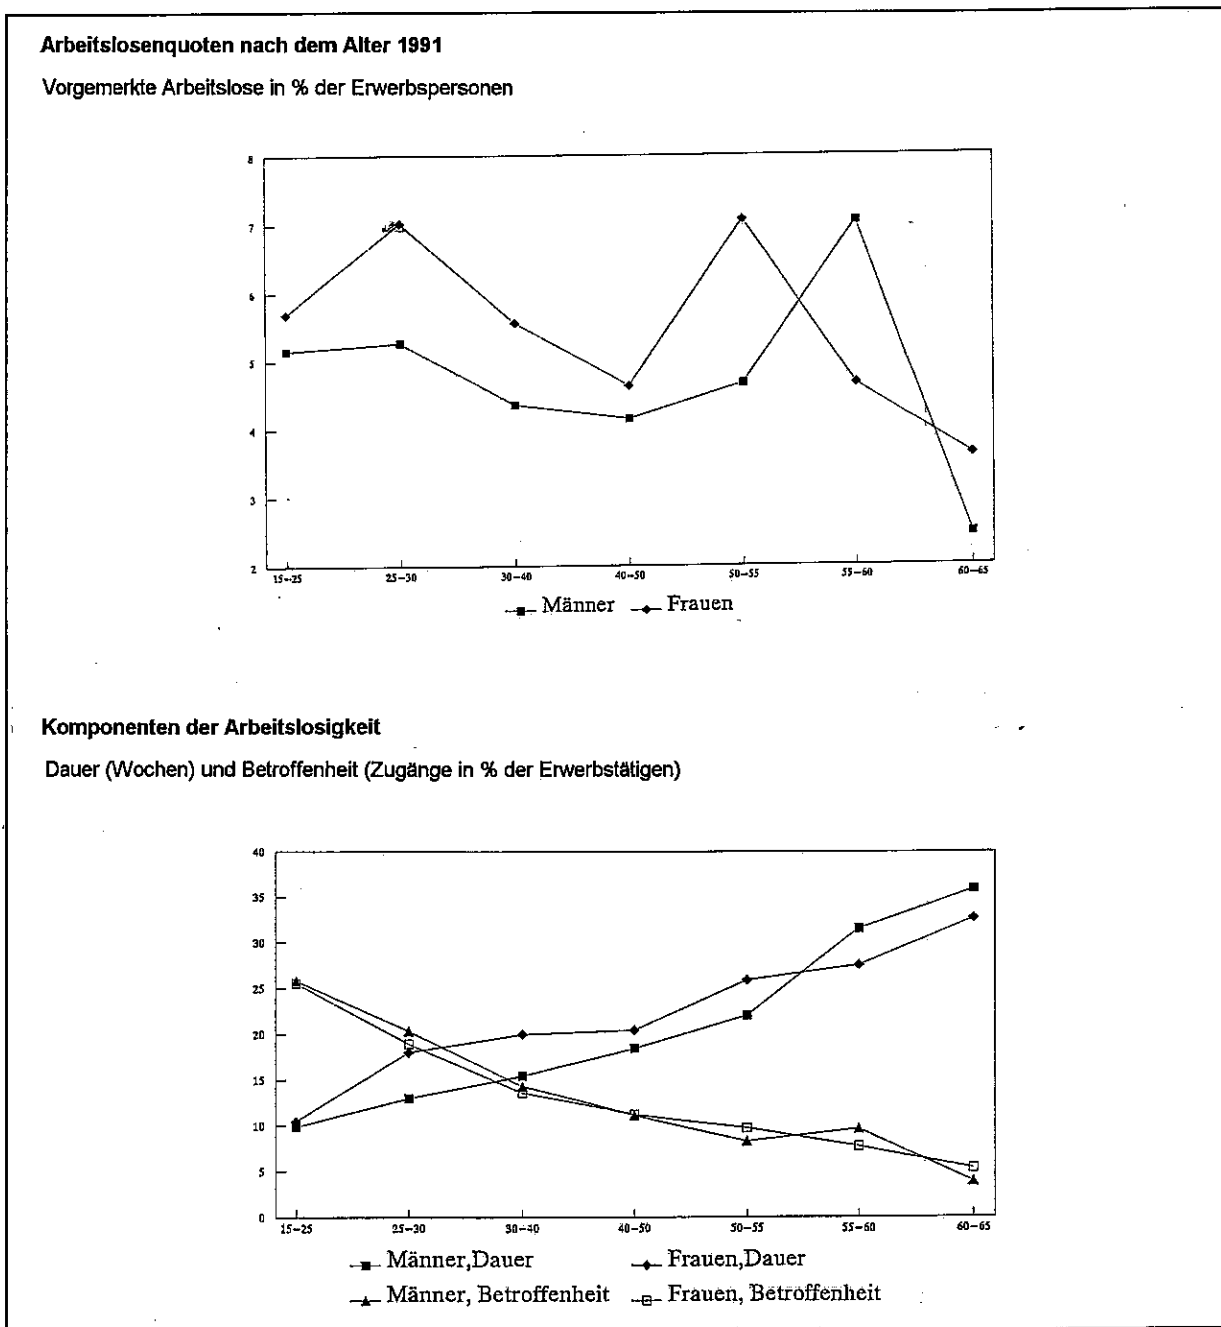 Arbeitslosenquoten nach dem Alter 1991
Vorgemerkte Arbeitslose in % der Erwerbspersonen
8
7
6
5
4
3
2
15-25 25-30 30-40 40-50 50-55 55-60 60-65
Männer Frauen
Komponenten der Arbeitslosigkeit
Dauer (Wochen) und Betroffenheit (Zugänge in % der Erwerbstätigen)
40
35
30
25
20
15
10
5
0
15-25 25-30 30-40 40-50 50-55 55-60 60-65
Männer,Dauer Frauen,Dauer
Männer, Betroffenheit Frauen, Betroffenheit